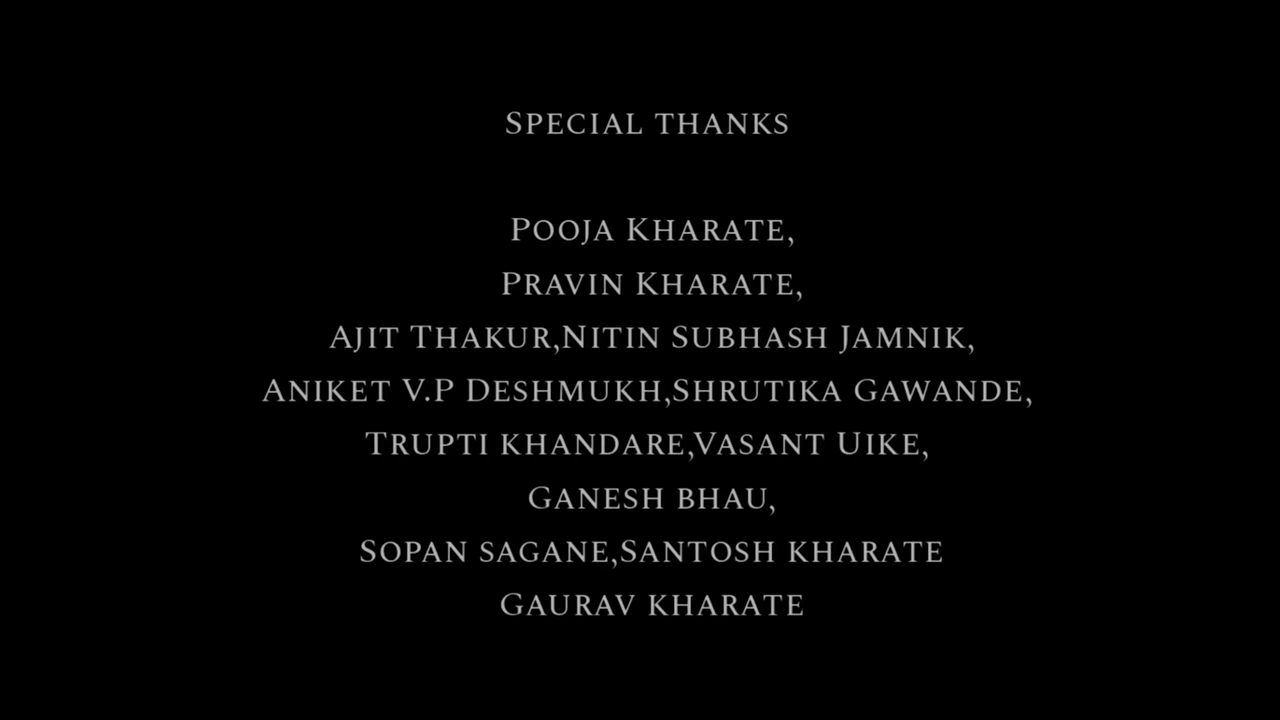 Special thanks
Pooja Kharate,
Pravin Kharate,
Ajit Thakur,Nitin Subhash Jamnik,
Aniket V.P Deshmukh,Shrutika Gawande,
Trupti khandare,Vasant Uike,
Ganesh bhau,
Sopan sagane,Santosh kharate
Gaurav kharate